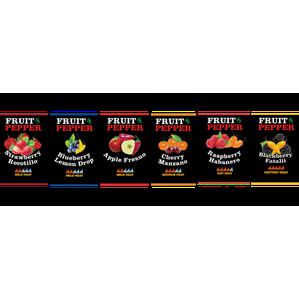 FRUIT &
PEPPER
Strawberry
Rocotillo
MILD HEAT
FRUIT &
PEPPER
Blueberry
Lemon Drop
MILD HEAT
FRUIT &
PEPPER
Apple Fresno
MILD HEAT
FRUIT &
PEPPER
Cherry
Manzano
MEDIUM HEAT
FRUIT &
PEPPER
Raspberry
Habanero
HOT HEAT
FRUIT &
PEPPER
Blackberry
Fatalii
HOTTEST HEAT